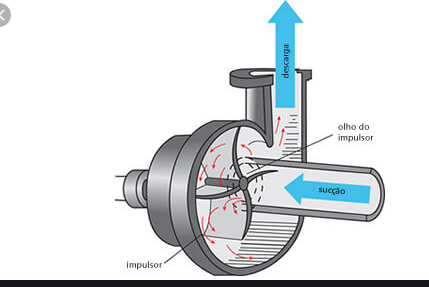 descarga
olho do
impulsor
sucção
impulsor